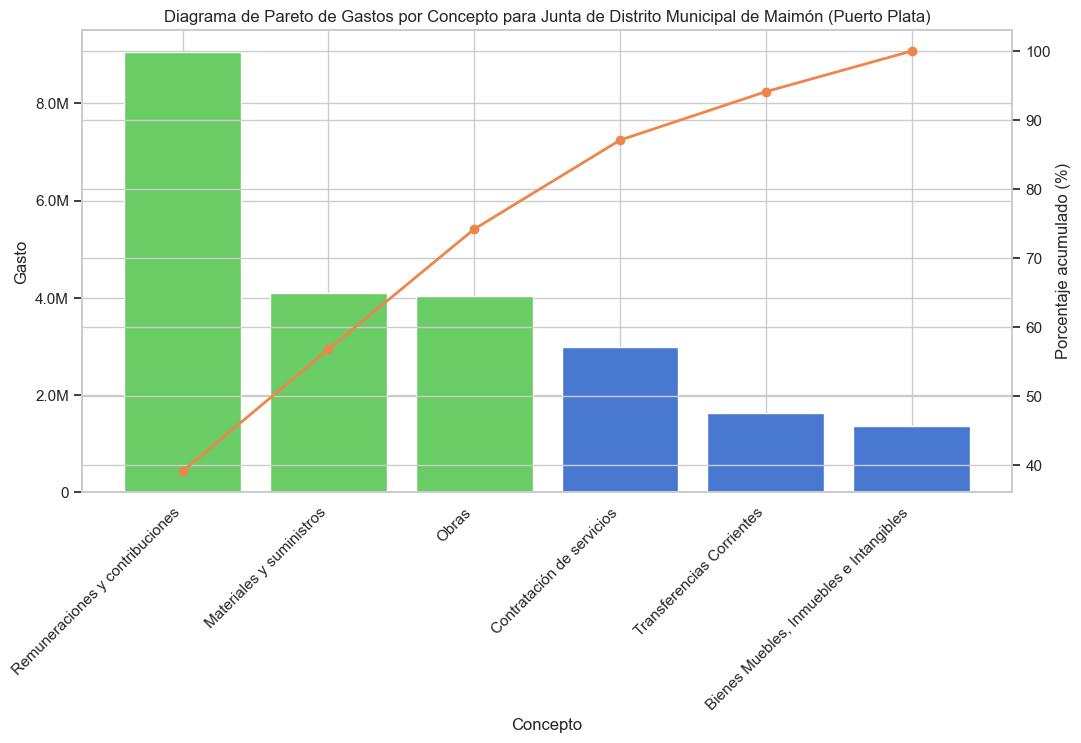 Diagrama de Pareto de Gastos por Concepto para Junta de Distrito Municipal de Maimón (Puerto Plata)
Gasto
8.0M
6.0M
4.0M
2.0M
0
100
90
80
70
60
50
40
Porcentaje acumulado (%)
Remuneraciones y contribuciones
Materiales y suministros
Obras
Contratación de servicios
Transferencias Corrientes
Bienes Muebles, Inmuebles e Intangibles
Concepto